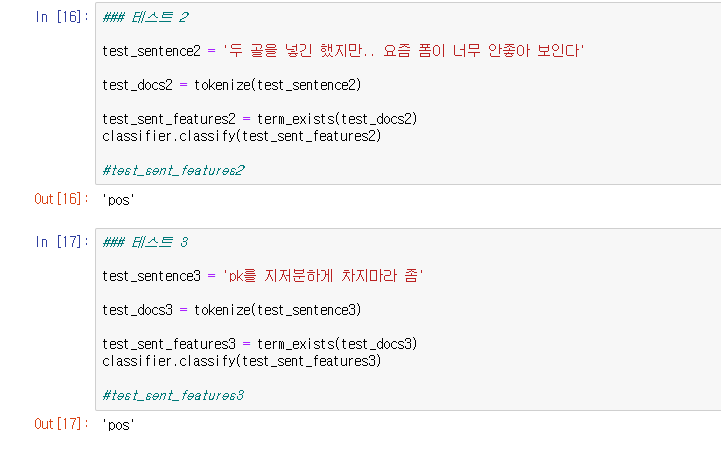 In [16]: ### 테스트 2
test_sentence2 = '두 골을 넣긴 했지만.. 요즘 폼이 너무 안좋아 보인다'
test_docs2 = tokenize(test_sentence2)
test_sent_features2 = term_exists(test_docs2)
classifier.classify(test_sent_features2)
#test_sent_features2
Out[16]: 'pos'
In [17]: ### 테스트 3
test_sentence3 = 'pk를 지저분하게 차지마라 좀'
test_docs3 = tokenize(test_sentence3)
test_sent_features3 = term_exists(test_docs3)
classifier.classify(test_sent_features3)
#test_sent_features3
Out[17]: 'pos'